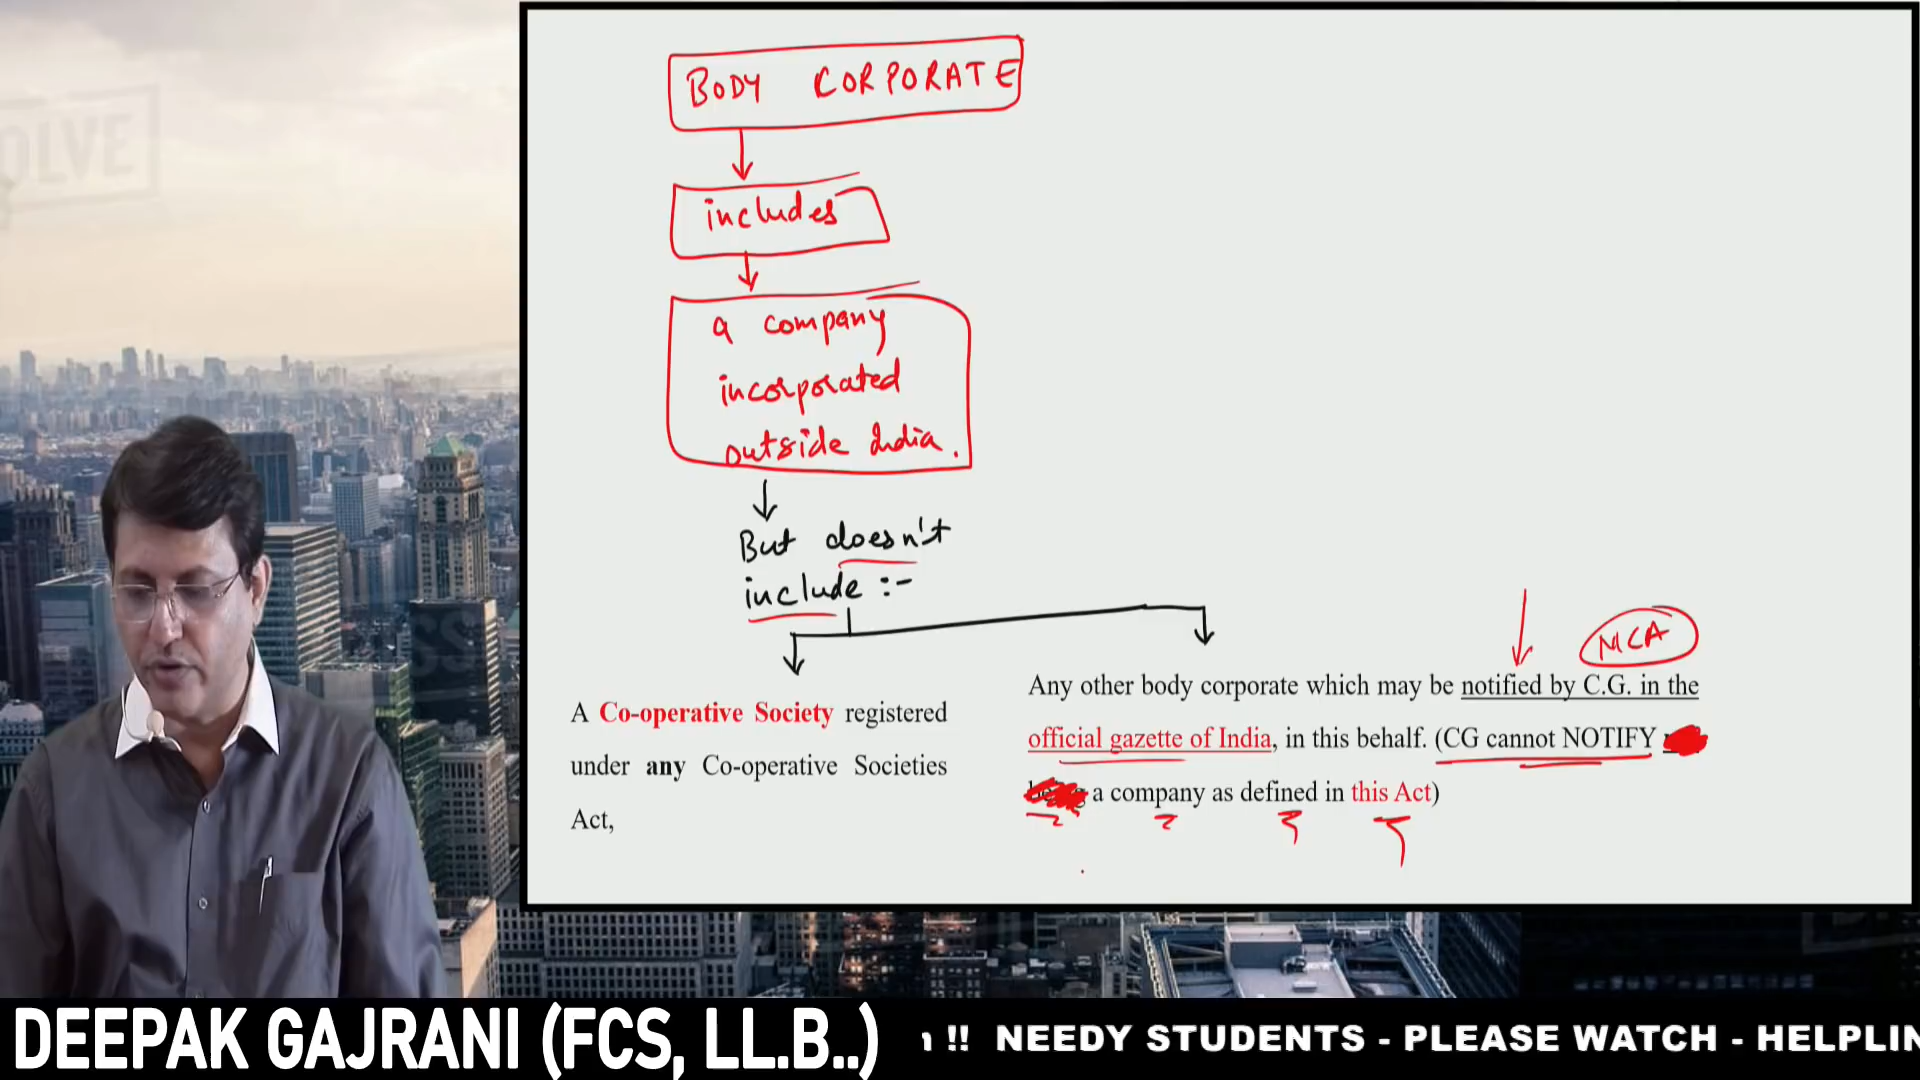 BODY CORPORATE
includes
a company
incorporated
outside India.
But doesn't
include :-
MCA
A Co-operative Society registered
under any Co-operative Societies
Act,
Any other body corporate which may be notified by C.G. in the
official gazette of India, in this behalf. (CG cannot NOTIFY
a company as defined in this Act)
OLVE
DEEPAK GAJRANI (FCS, LL.B..)
!! NEEDY STUDENTS - PLEASE WATCH - HELPLIN